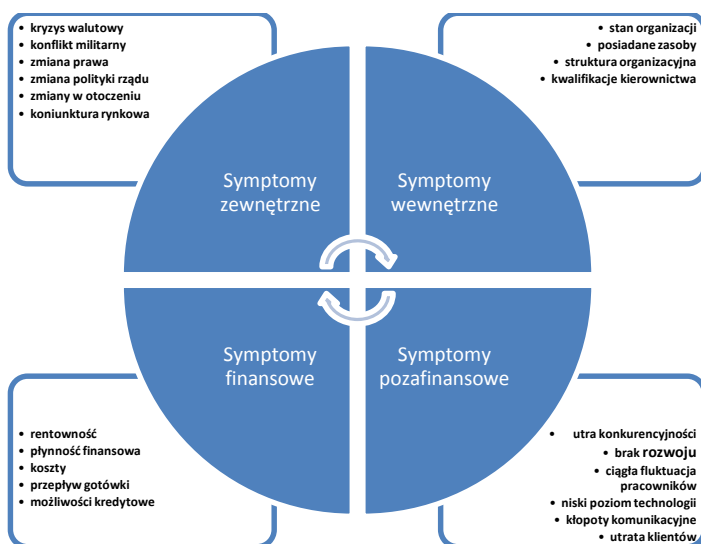 • kryzys walutowy
• konflikt militarny
• zmiana prawa
• zmiana polityki rządu
• zmiany w otoczeniu
• koniunktura rynkowa
• stan organizacji
• posiadane zasoby
• struktura organizacyjna
• kwalifikacje kierownictwa
Symptomy
zewnętrzne
Symptomy
wewnętrzne
Symptomy
finansowe
Symptomy
pozafinansowe
• rentowność
• płynność finansowa
• koszty
• przepływ gotówki
• możliwości kredytowe
• utra konkurencyjności
• brak rozwoju
• ciągła fluktuacja
pracowników
• niski poziom technologii
• kłopoty komunikacyjne
• utrata klientów